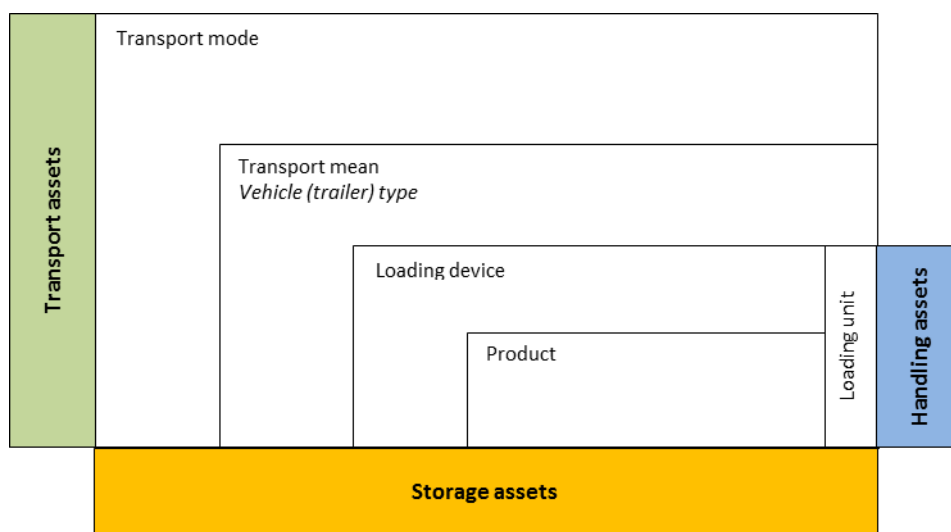 Transport mode
Transport assets
Transport mean
Vehicle (trailer) type
Loading device
Loading unit
Handling assets
Product
Storage assets